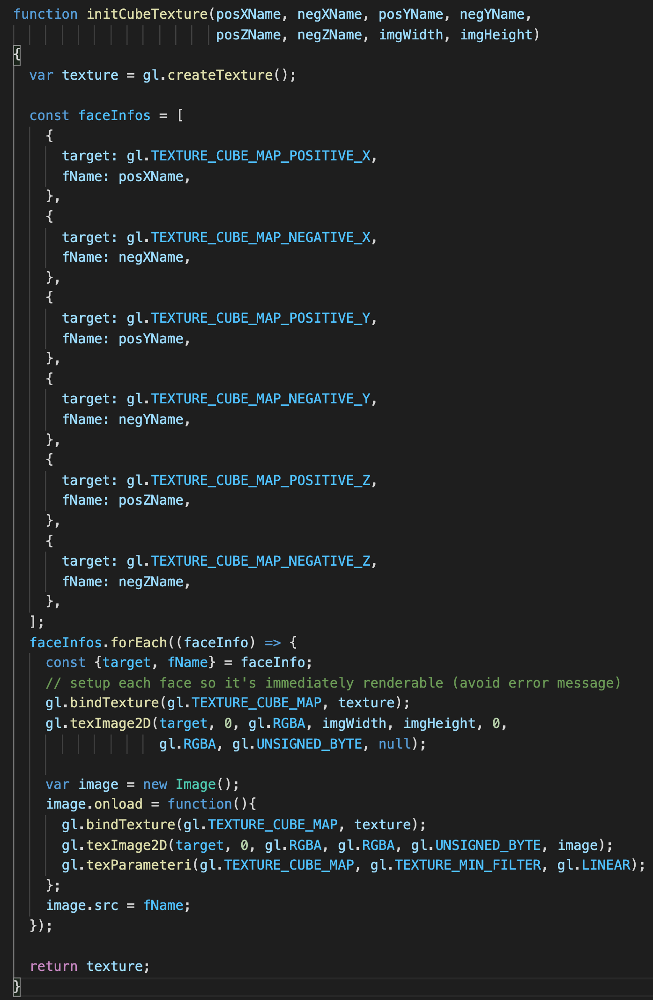 function initCubeTexture(posXName, negXName, posYName, negYName,
                         posZName, negZName, imgWidth, imgHeight)
{
  var texture = gl.createTexture();

  const faceInfos = [
    {
      target: gl.TEXTURE_CUBE_MAP_POSITIVE_X,
      fName: posXName,
    },
    {
      target: gl.TEXTURE_CUBE_MAP_NEGATIVE_X,
      fName: negXName,
    },
    {
      target: gl.TEXTURE_CUBE_MAP_POSITIVE_Y,
      fName: posYName,
    },
    {
      target: gl.TEXTURE_CUBE_MAP_NEGATIVE_Y,
      fName: negYName,
    },
    {
      target: gl.TEXTURE_CUBE_MAP_POSITIVE_Z,
      fName: posZName,
    },
    {
      target: gl.TEXTURE_CUBE_MAP_NEGATIVE_Z,
      fName: negZName,
    },
  ];
  faceInfos.forEach((faceInfo) => {
    const {target, fName} = faceInfo;
    // setup each face so it's immediately renderable (avoid error message)
    gl.bindTexture(gl.TEXTURE_CUBE_MAP, texture);
    gl.texImage2D(target, 0, gl.RGBA, imgWidth, imgHeight, 0,
                  gl.RGBA, gl.UNSIGNED_BYTE, null);

    var image = new Image();
    image.onload = function(){
      gl.bindTexture(gl.TEXTURE_CUBE_MAP, texture);
      gl.texImage2D(target, 0, gl.RGBA, gl.RGBA, gl.UNSIGNED_BYTE, image);
      gl.texParameteri(gl.TEXTURE_CUBE_MAP, gl.TEXTURE_MIN_FILTER, gl.LINEAR);
    };
    image.src = fName;
  });

  return texture;
}